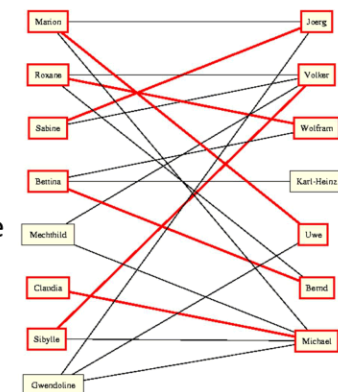 Marion
Joerg
Roxane
Volker
Sabine
Wolfram
Bettina
Karl-Heinz
e
Mechthild
Uwe
Claudia
Bernd
Sibylle
Michael
Gwendoline